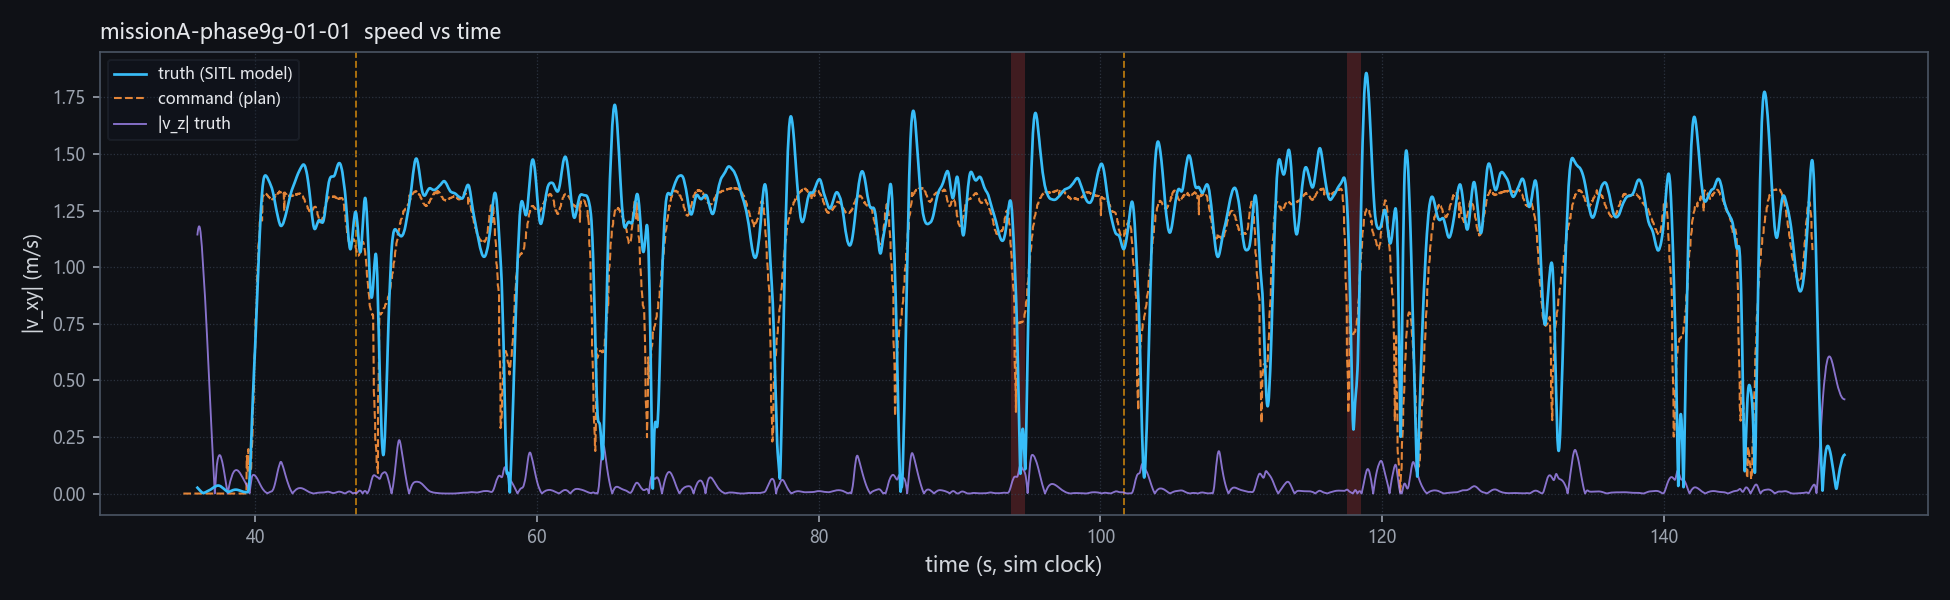 missionA-phase9g-01-01  speed vs time
truth (SITL model)
command (plan)
|v_z| truth
|v_xy| (m/s)
1.75
1.50
1.25
1.00
0.75
0.50
0.25
0.00
40 60 80 100 120 140
time (s, sim clock)